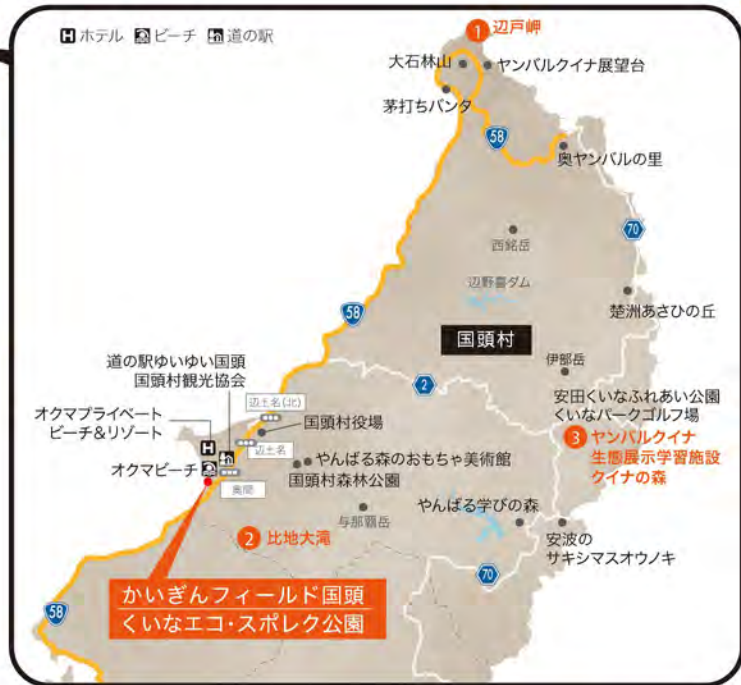 ホテル ビーチ 道の駅
1 辺戸岬
大石林山
ヤンバルクイナ展望台
茅打ちバンタ
58
奥ヤンバルの里
70
西銘岳
辺野喜ダム
楚洲あさひの丘
58
国頭村
伊部岳
道の駅ゆいゆい国頭
国頭村観光協会
2
安田くいなふれあい公園
くいなパークゴルフ場
辺土名(北)
オクマプライベート
ビーチ&リゾート
国頭村役場
3 ヤンバルクイナ
生態展示学習施設
クイナの森
辺土名
やんばる森のおもちゃ美術館
オクマビーチ
国頭村森林公園
奥間
与那覇岳
やんばる学びの森
2 比地大滝
安波の
サキシマスオウノキ
70
かいぎんフィールド国頭
くいなエコ・スポレク公園
58